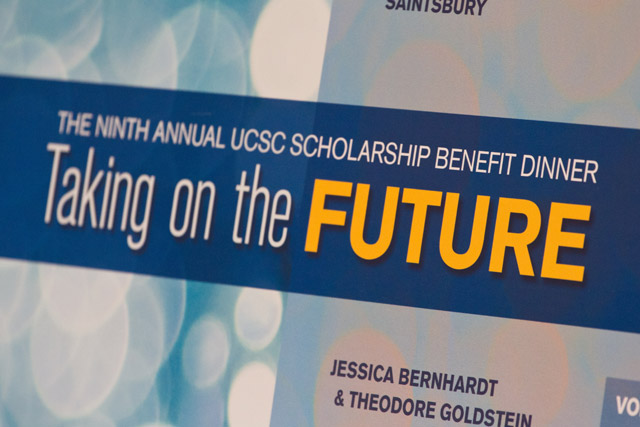 SAINTSBURY
THE NINTH ANNUAL UCSC SCHOLARSHIP BENEFIT DINNER
Taking on the FUTURE
JESSICA BERNHARDT
& THEODORE GOLDSTEIN